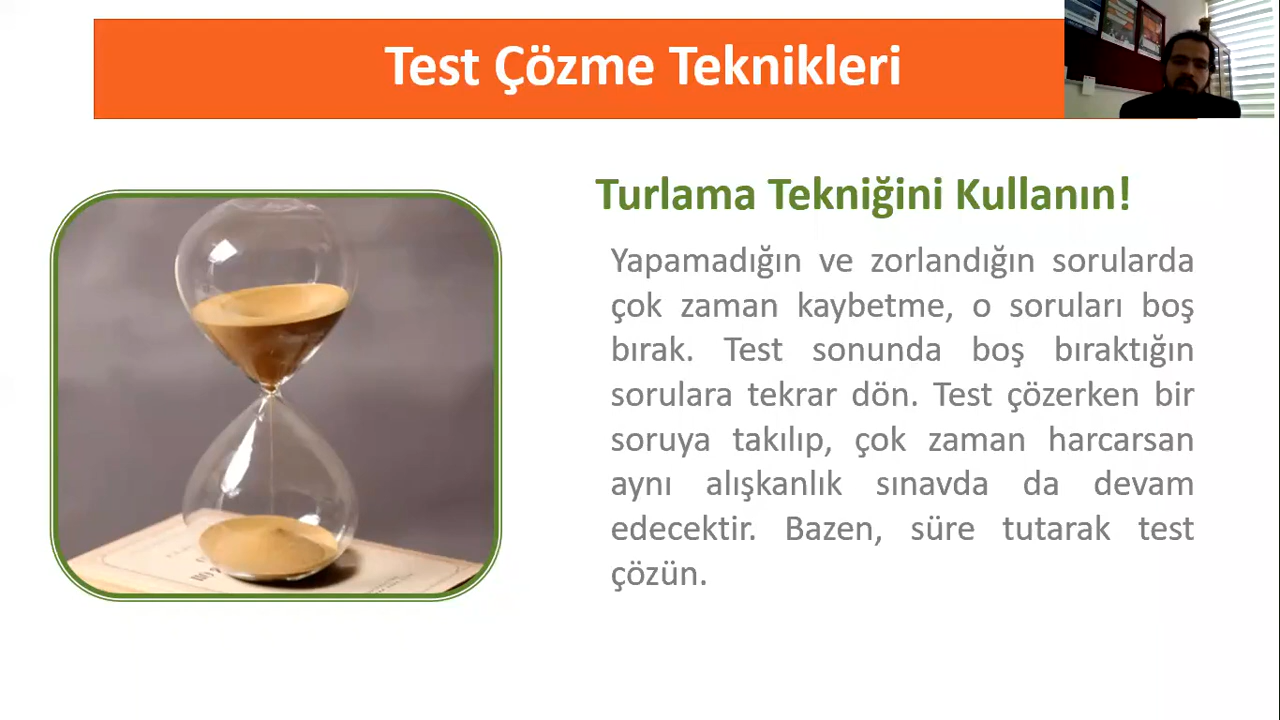 Test Çözme Teknikleri
Turlama Tekniğini Kullanın!
Yapamadığın ve zorlandığın sorularda
çok zaman kaybetme, o soruları boş
bırak. Test sonunda boş bıraktığın
sorulara tekrar dön. Test çözerken bir
soruya takılıp, çok zaman harcarsan
aynı alışkanlık sınavda da devam
edecektir. Bazen, süre tutarak test
çözün.